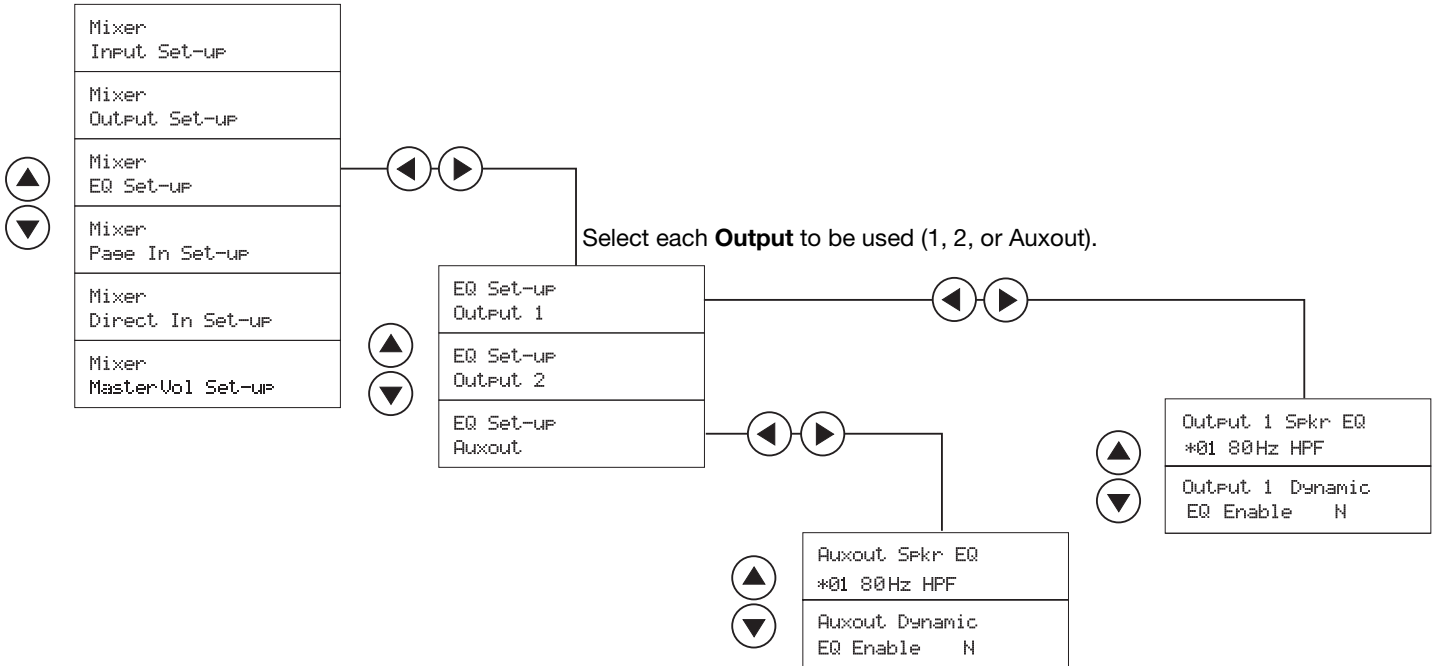 Mixer
Input Set-up
Mixer
Output Set-up
Mixer
EQ Set-up
Mixer
Page In Set-up
Mixer
Direct In Set-up
Mixer
MasterVol Set-up
Select each Output to be used (1, 2, or Auxout).
EQ Set-up
Output 1
EQ Set-up
Output 2
EQ Set-up
Auxout
Output 1 Spkr EQ
*01 80Hz HPF
Output 1 Dynamic
EQ Enable N
Auxout Spkr EQ
*01 80Hz HPF
Auxout Dynamic
EQ Enable N